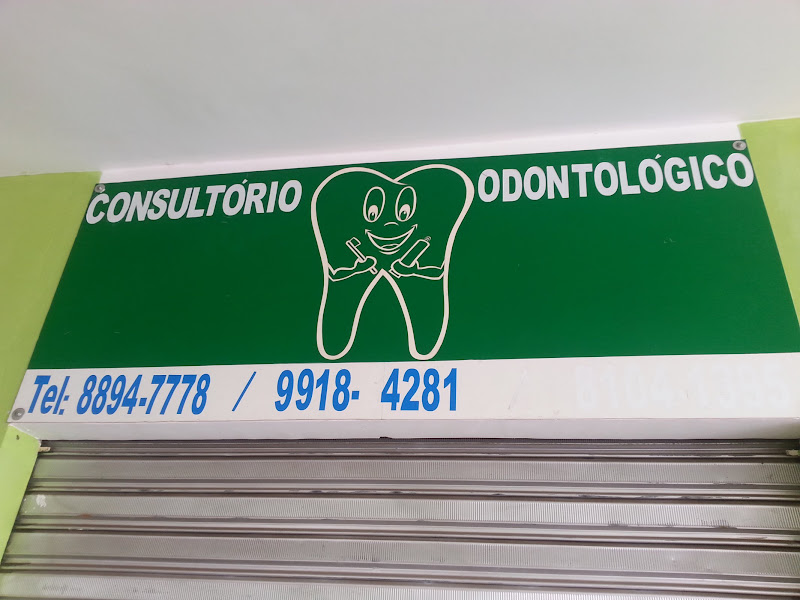 CONSULTÓRIO ODONTOLÓGICO
Tel: 8894-7778 / 9918- 4281